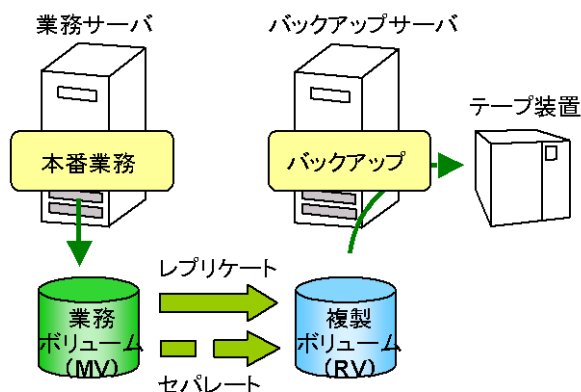 業務サーバ
バックアップサーバ
テープ装置
本番業務
バックアップ
レプリケート
業務
ボリューム
(MV)
複製
ボリューム
(RV)
セパレート